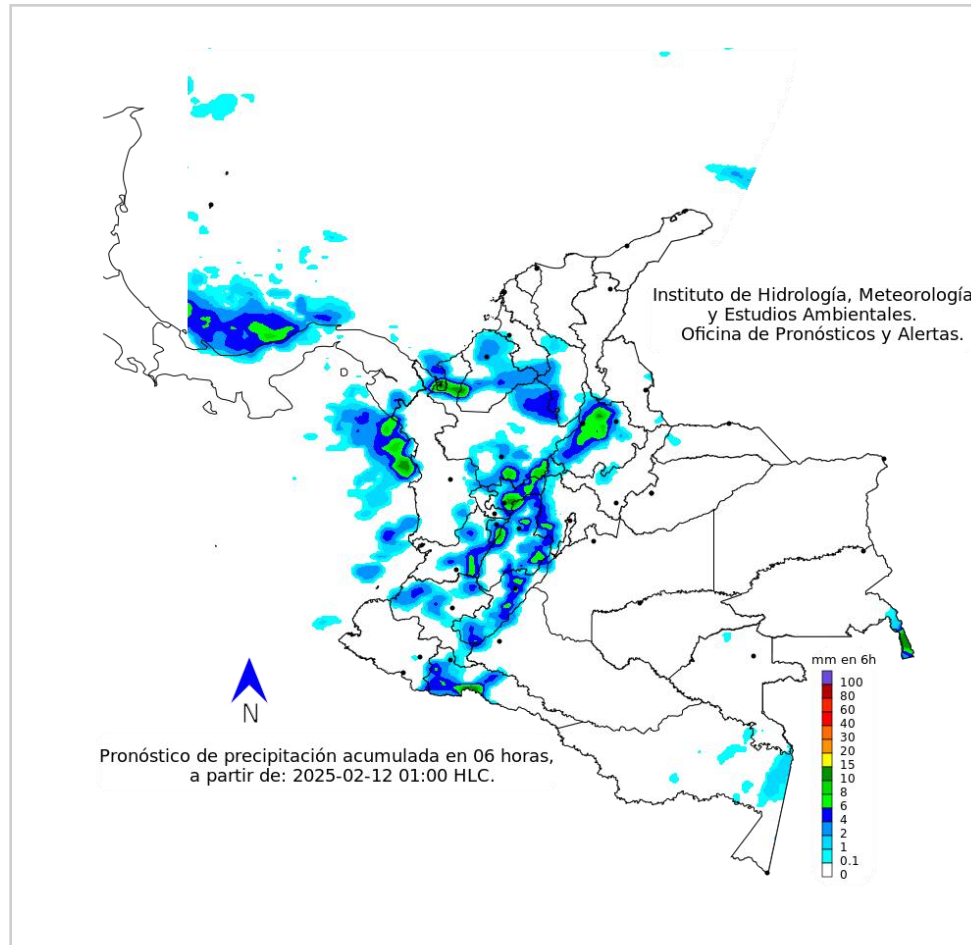 Instituto de Hidrología, Meteorología
y Estudios Ambientales.
Oficina de Pronósticos y Alertas.
mm en 6h
100
80
60
40
30
20
15
10
8
6
4
2
1
0.1
0
N
Pronóstico de precipitación acumulada en 06 horas,
a partir de: 2025-02-12 01:00 HLC.